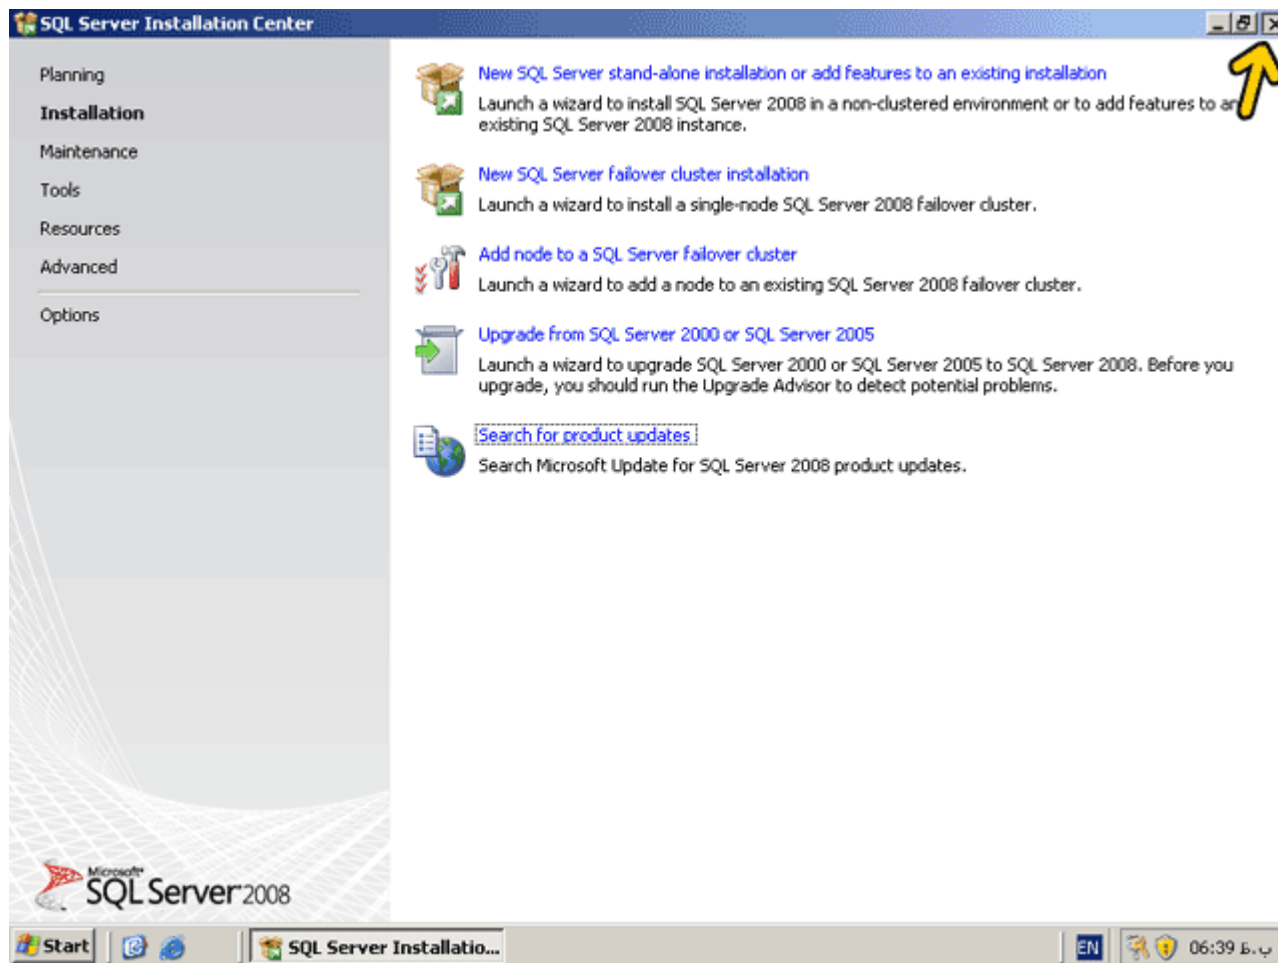 SQL Server Installation Center
Planning
Installation
Maintenance
Tools
Resources
Advanced
Options
New SQL Server stand-alone installation or add features to an existing installation
Launch a wizard to install SQL Server 2008 in a non-clustered environment or to add features to an
existing SQL Server 2008 instance.
New SQL Server failover cluster installation
Launch a wizard to install a single-node SQL Server 2008 failover cluster.
Add node to a SQL Server failover cluster
Launch a wizard to add a node to an existing SQL Server 2008 failover cluster.
Upgrade from SQL Server 2000 or SQL Server 2005
Launch a wizard to upgrade SQL Server 2000 or SQL Server 2005 to SQL Server 2008. Before you
upgrade, you should run the Upgrade Advisor to detect potential problems.
Search for product updates
Search Microsoft Update for SQL Server 2008 product updates.
Microsoft
SQL Server 2008
Start
SQL Server Installatio...
EN
06:39 ب.ظ